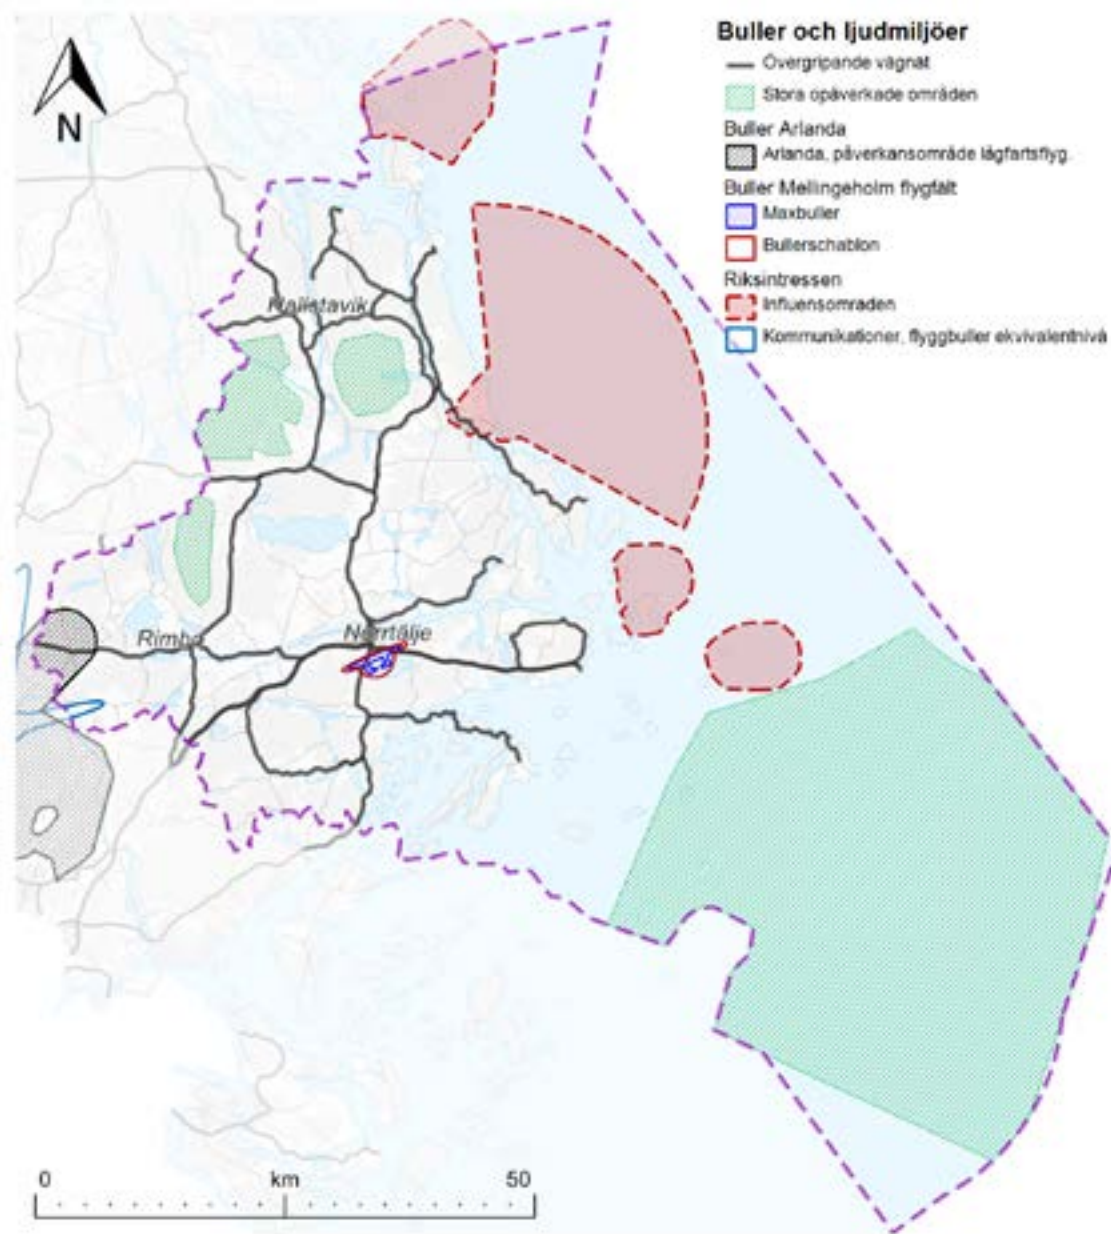 Buller och ljudmiljöer
Övergripande vägnät
Stora opåverkade områden
Buller Arlanda
Arlanda, påverkansområde lågfartsflyg.
Buller Mellingeholm flygfält
Maxbuller
Bullerschablon
Riksintressen
Influensområden
Kommunikationer, flyggbuller ekvivalentnivå
N
Hallstavik
Rimbo
Norrtälje
0 km 50